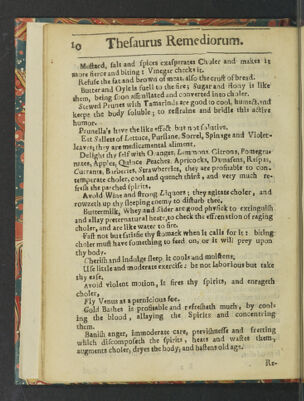 10 Thesaurus Remediorum.
Mustard, salt and spices exasperates Choler and makes it
more fierce and biting: Vinegar checks it.
Refuse the fat and brown of meat, also the crust of bread.
Butter and Oyle is fuel to the fire; Sugar and Hony is like
them, being soon assimilated and converted into choler.
Stewed Prunes with Tamarinds are good to cool, humect, and
keepe the body soluble; to restraine and bridle this active
humor.
Prunella's have the like effect but not solutive.
Eat Sallets of Lettuce, Purslane, Sorrel, Spinage and Violet-
leaves; they are medicamental aliment.
Delight thy self with Oranges, Lemmons, Citrons, Pomegra-
nates, Apples, Quince Peaches, Apricocks, Damasens, Raspas,
Currants, Barberies, Strawberries, they are profitable to con-
temperate choler, cool and quench thirst, and very much re-
fresh the parched spirits.
Avoid Wine and strong Liquors; they agitate choler, and
rowzeth up thy sleeping enemy to disturb thee.
Buttermilk, Whey and Sider are good physick to extinguish
and allay preternatural heat, to check the effrenation of raging
choler, and are like water to fire.
Fast not but satisfie thy stomack when it calls for it: biting
choler must have something to feed on, or it will prey upon
thy body.
Cherish and indulge sleep, it cools and moistens.
Use little and moderate exercise: be not laborious but take
thy ease.
Avoid violent motion, it fires thy spirits, and enrageth
choler.
Fly Venus as a pernicious foe.
Cold Bathes is profitable and refresheth much, by cool-
ing the blood, allaying the Spirits and concentring
them.
Banish anger, immoderate care, peevishnesse and fretting
which discomposeth the spirits, heats and wastes them,
augments choler, dryes the body, and hastens old age.
Re-